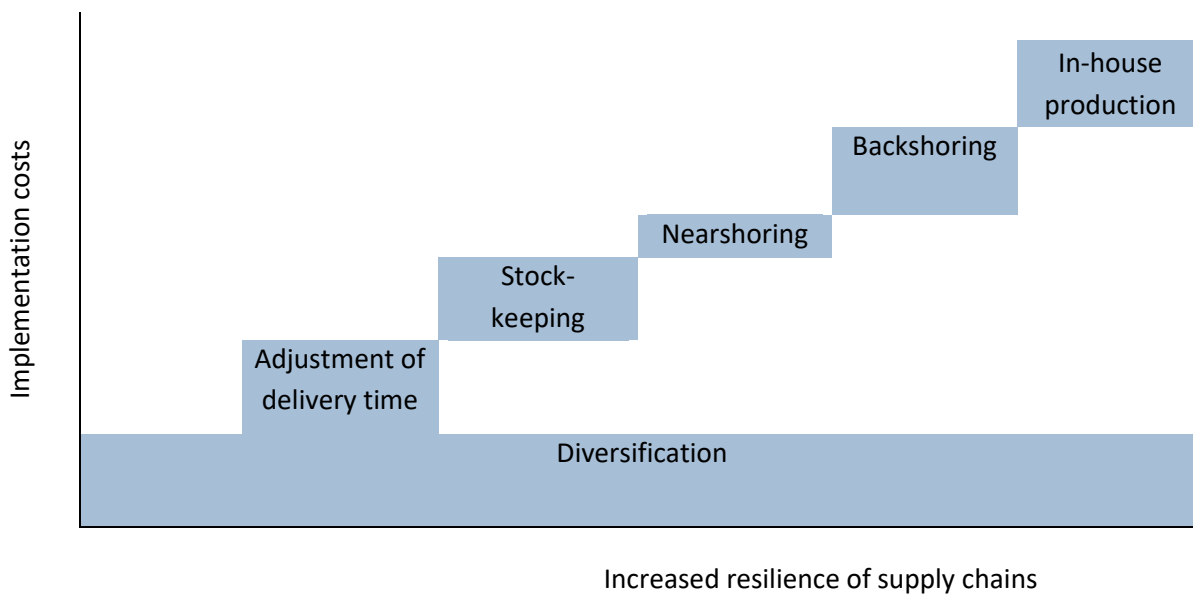 In-house
production
Backshoring
Nearshoring
Stock-
keeping
Adjustment of
delivery time
Diversification
Implementation costs
Increased resilience of supply chains